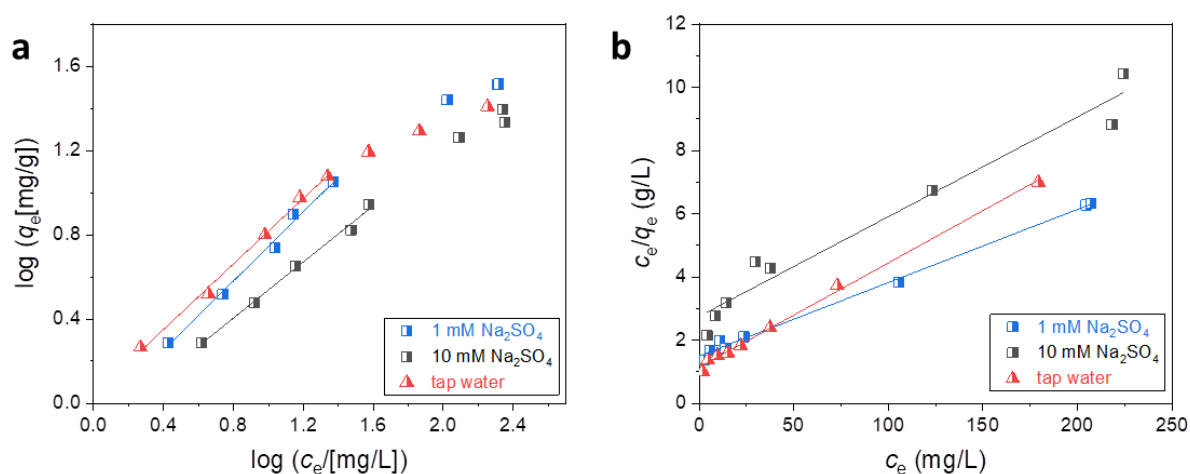 a
log (qₑ[mg/g])
1.6
1.2
0.8
0.4
0.0
0.0 0.4 0.8 1.2 1.6 2.0 2.4
log (cₑ/[mg/L])
1 mM Na₂SO₄
10 mM Na₂SO₄
tap water
b
cₑ/qₑ (g/L)
12
10
8
6
4
2
0
0 50 100 150 200 250
cₑ (mg/L)
1 mM Na₂SO₄
10 mM Na₂SO₄
tap water